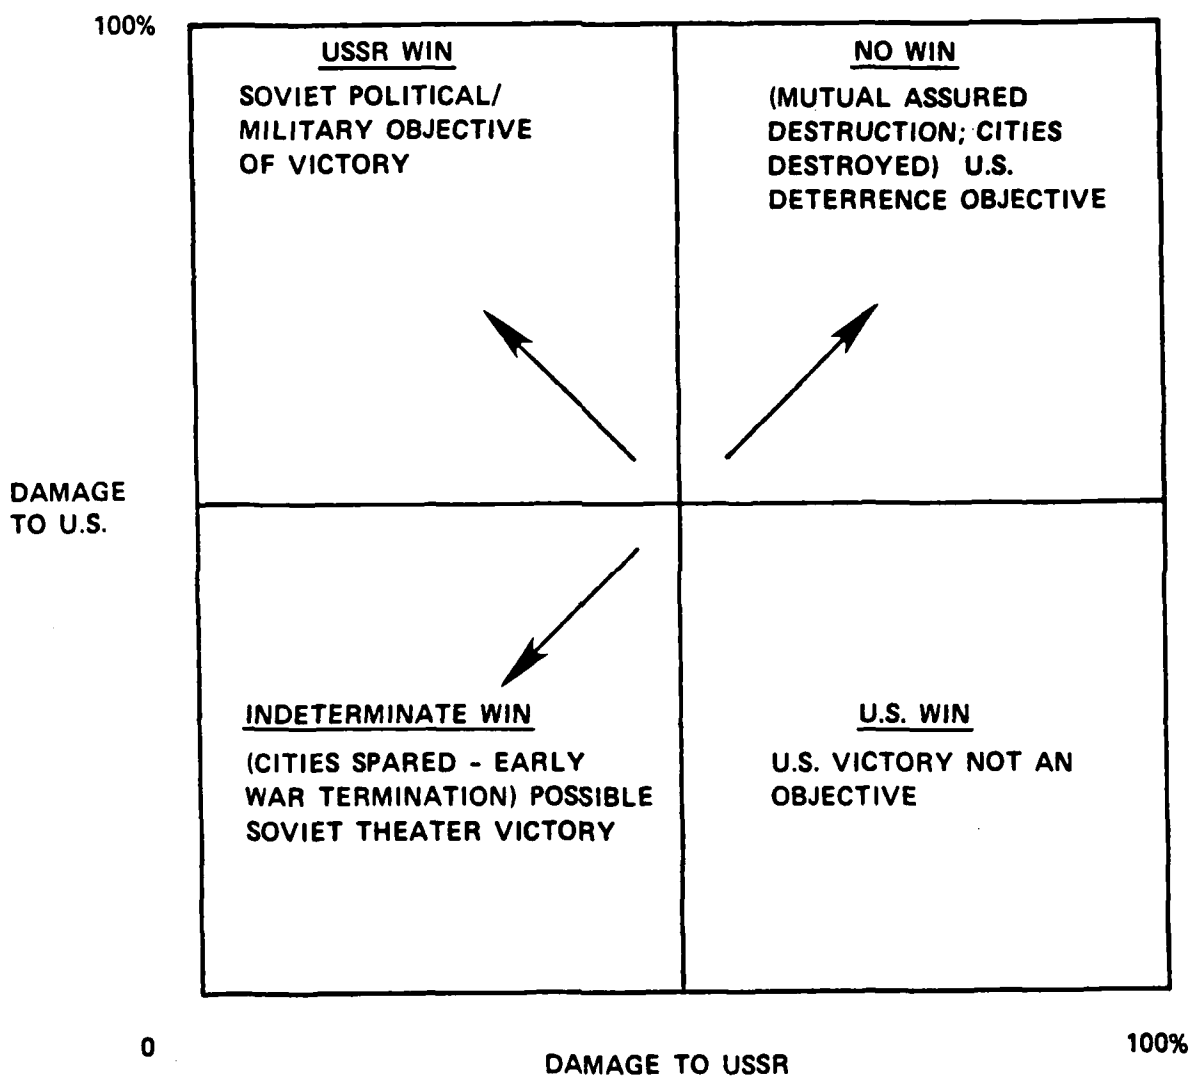 100%
USSR WIN
SOVIET POLITICAL/
MILITARY OBJECTIVE
OF VICTORY
NO WIN
(MUTUAL ASSURED
DESTRUCTION; CITIES
DESTROYED) U.S.
DETERRENCE OBJECTIVE
DAMAGE
TO U.S.
INDETERMINATE WIN
(CITIES SPARED - EARLY
WAR TERMINATION) POSSIBLE
SOVIET THEATER VICTORY
U.S. WIN
U.S. VICTORY NOT AN
OBJECTIVE
0
DAMAGE TO USSR
100%